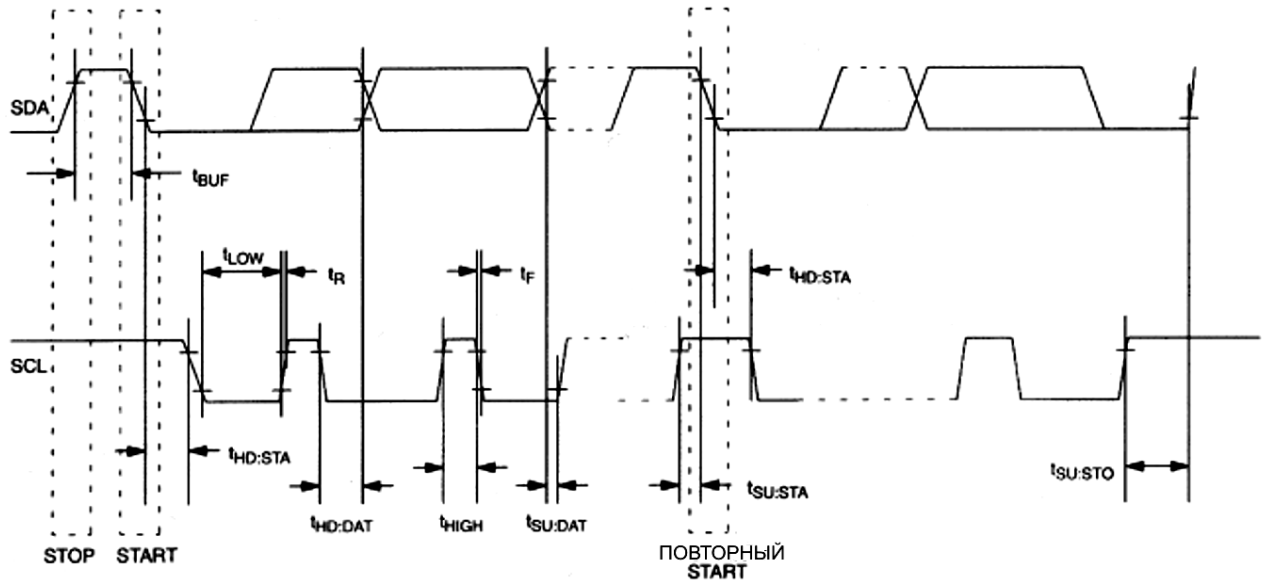 SDA
tBUF
tLOW
tR
tF
tHD:STA
SCL
tHD:STA
tHD:DAT
tHIGH
tSU:DAT
tSU:STA
tSU:STO
STOP
START
ПОВТОРНЫЙ
START